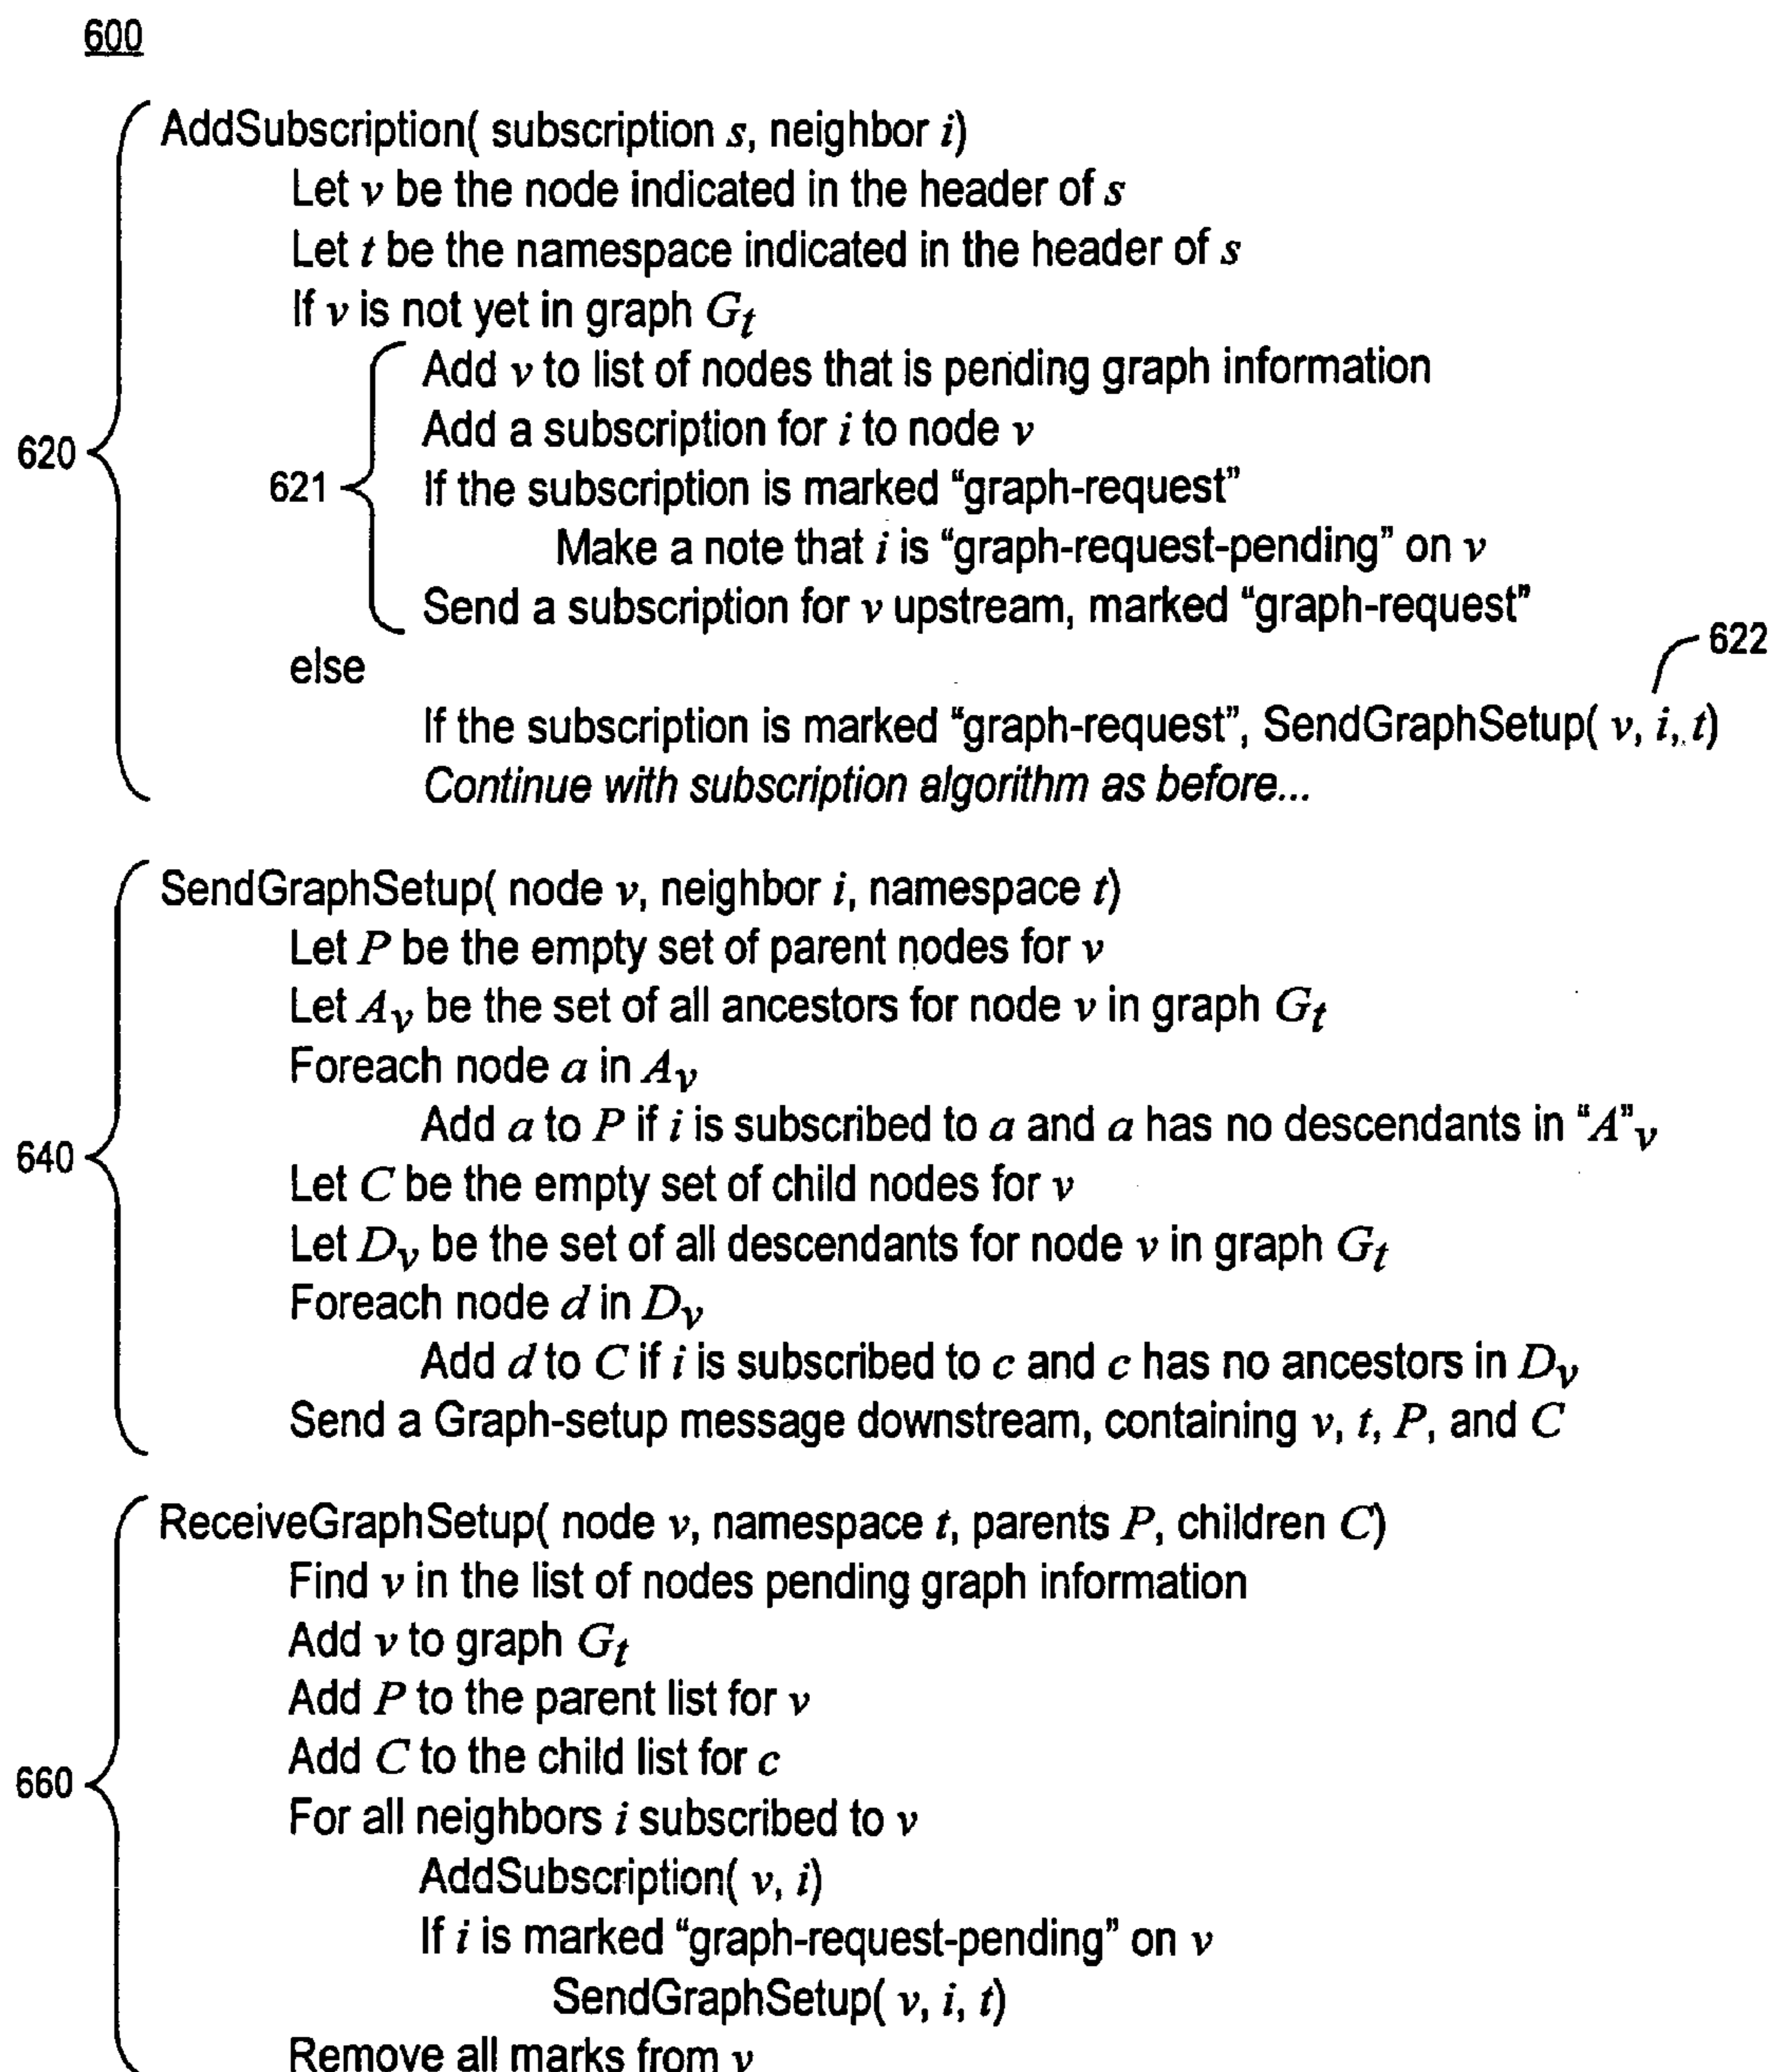 600
AddSubscription( subscription s, neighbor i)
Let v be the node indicated in the header of s
Let t be the namespace indicated in the header of s
If v is not yet in graph Gt
Add v to list of nodes that is pending graph information
Add a subscription for i to node v
620
621
If the subscription is marked “graph-request”
Make a note that i is “graph-request-pending” on v
Send a subscription for v upstream, marked “graph-request”
622
else
If the subscription is marked “graph-request”, SendGraphSetup( v, i, t)
Continue with subscription algorithm as before...
SendGraphSetup( node v, neighbor i, namespace t)
Let P be the empty set of parent nodes for v
Let Av be the set of all ancestors for node v in graph Gt
Foreach node a in Av
Add a to P if i is subscribed to a and a has no descendants in “A”v
640
Let C be the empty set of child nodes for v
Let Dv be the set of all descendants for node v in graph Gt
Foreach node d in Dv
Add d to C if i is subscribed to c and c has no ancestors in Dv
Send a Graph-setup message downstream, containing v, t, P, and C
ReceiveGraphSetup( node v, namespace t, parents P, children C)
Find v in the list of nodes pending graph information
Add v to graph Gt
Add P to the parent list for v
Add C to the child list for c
660
For all neighbors i subscribed to v
AddSubscription( v, i)
If i is marked “graph-request-pending” on v
SendGraphSetup( v, i, t)
Remove all marks from v